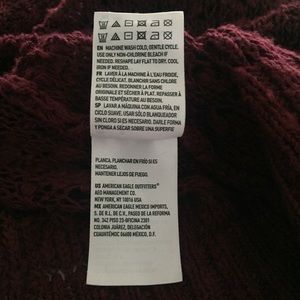 EN MACHINE WASH COLD, GENTLE CYCLE.
USE ONLY NON-CHLORINE BLEACH IF
NEEDED. RESHAPE LAY FLAT TO DRY. COOL
IRON IF NEEDED.
FR LAVER À LA MACHINE À L'EAU FROIDE,
CYCLE DÉLICAT. BLANCHIR SANS CHLORE
AU BESOIN. REDONNER LA FORME
ORIGINALE ET SÉCHER À PLAT. REPASSER À
BASSE TEMPÉRATURE AU BESOIN.
SP LAVAR A MÁQUINA CON AGUA FRÍA, EN
CICLO SUAVE. USAR SÓLO BLANQUEADOR
SIN CLORO SI ES NECESARIO. DARLE FORMA
Y PONGA A SECAR SOBRE UNA SUPERFIE
PLANCA, PLANCHAR EN FRÍO SI ES
NECESARIO.
MANTENER LEJOS DE FUEGO.
US AMERICAN EAGLE OUTFITTERS®
AEO MANAGEMENT CO.
NEW YORK, NY 10016 USA
MX AMERICAN EAGLE MEXICO IMPORTS,
S. DE R.L. DE C.V., PASEO DE LA REFORMA
NO. 342 PISO 23-OFICINA 2301
COLONIA JUÁREZ, DELEGACIÓN
CUAUHTÉMOC 06600 MÉXICO, D.F.